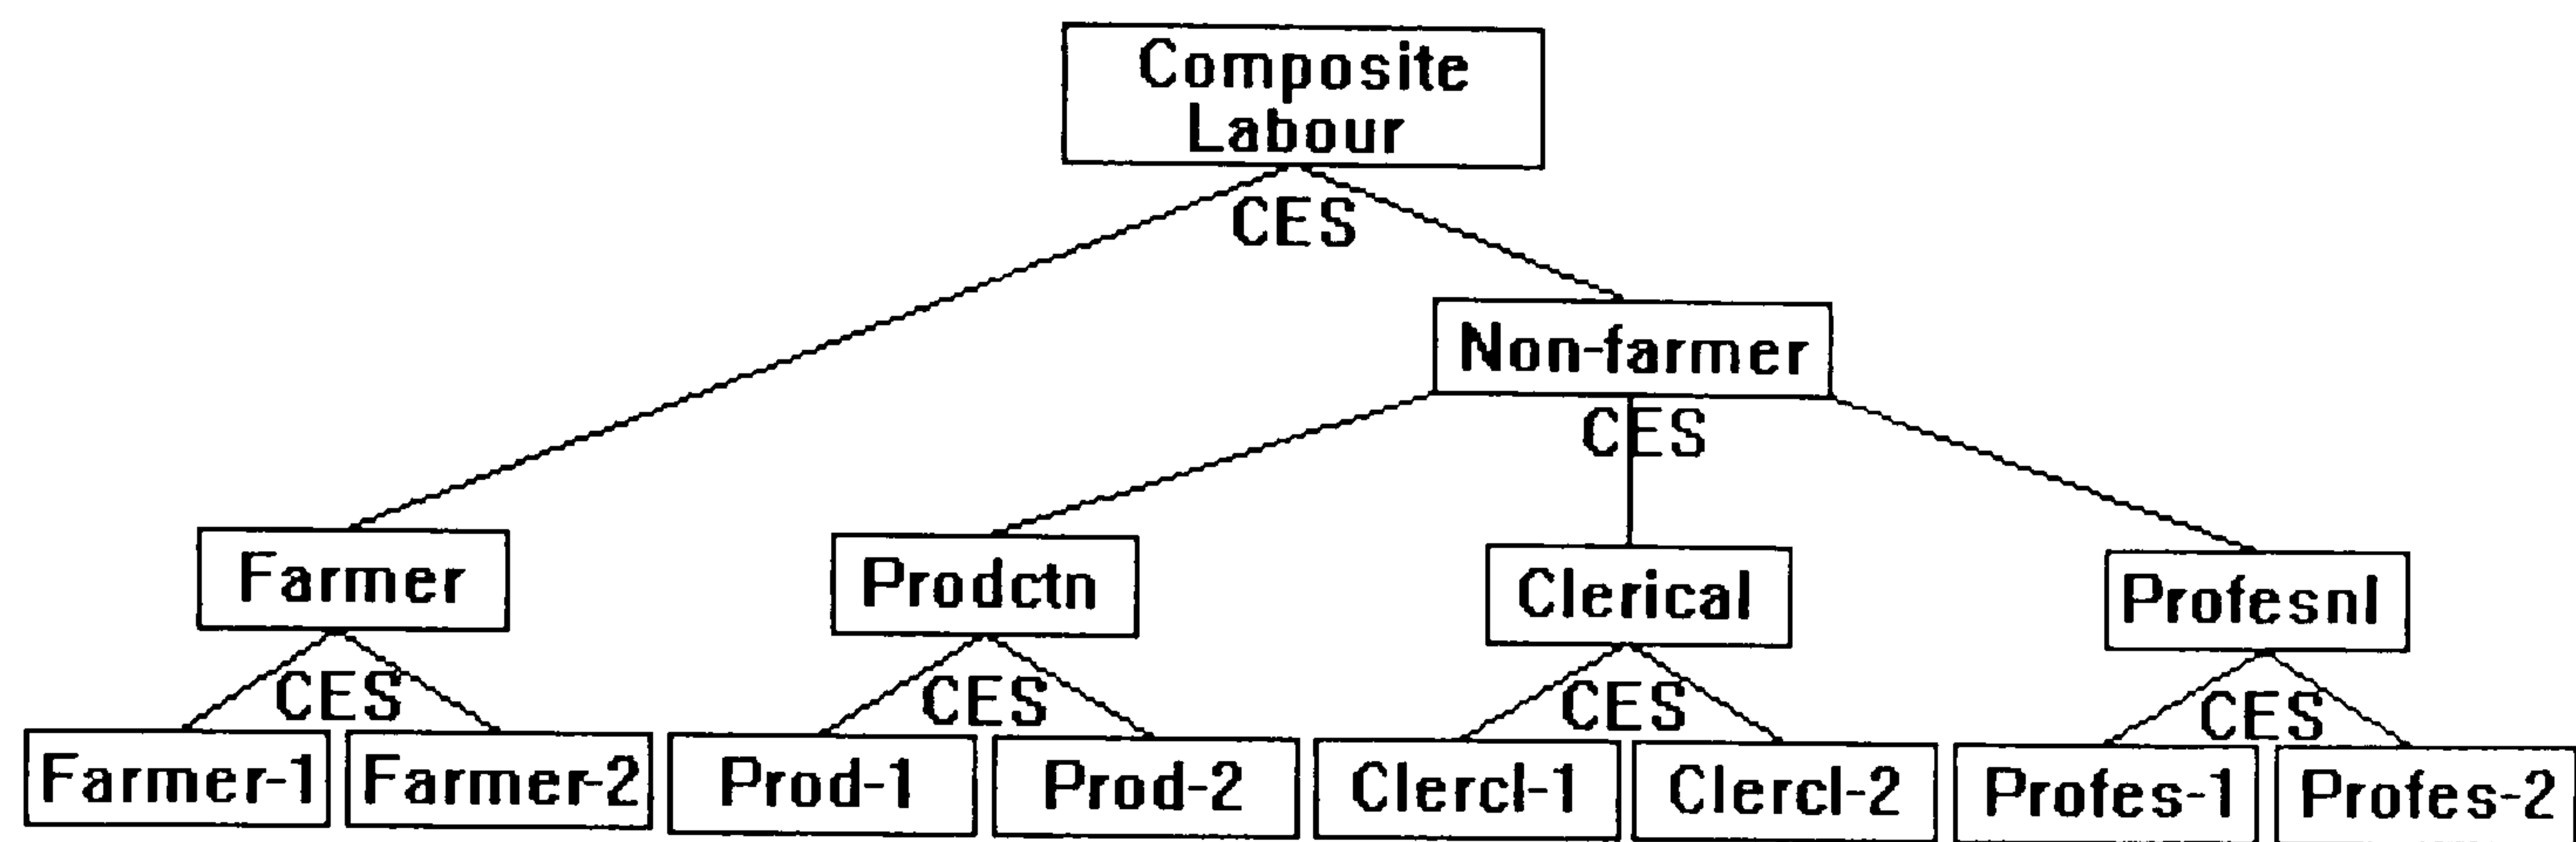 Composite
Labour
CES
Non-farmer
CES
Farmer
Prodctn
Clerical
Profesnl
CES
CES
CES
CES
Farmer-1
Farmer-2
Prod-1
Prod-2
Clercl-1
Clercl-2
Profes-1
Profes-2